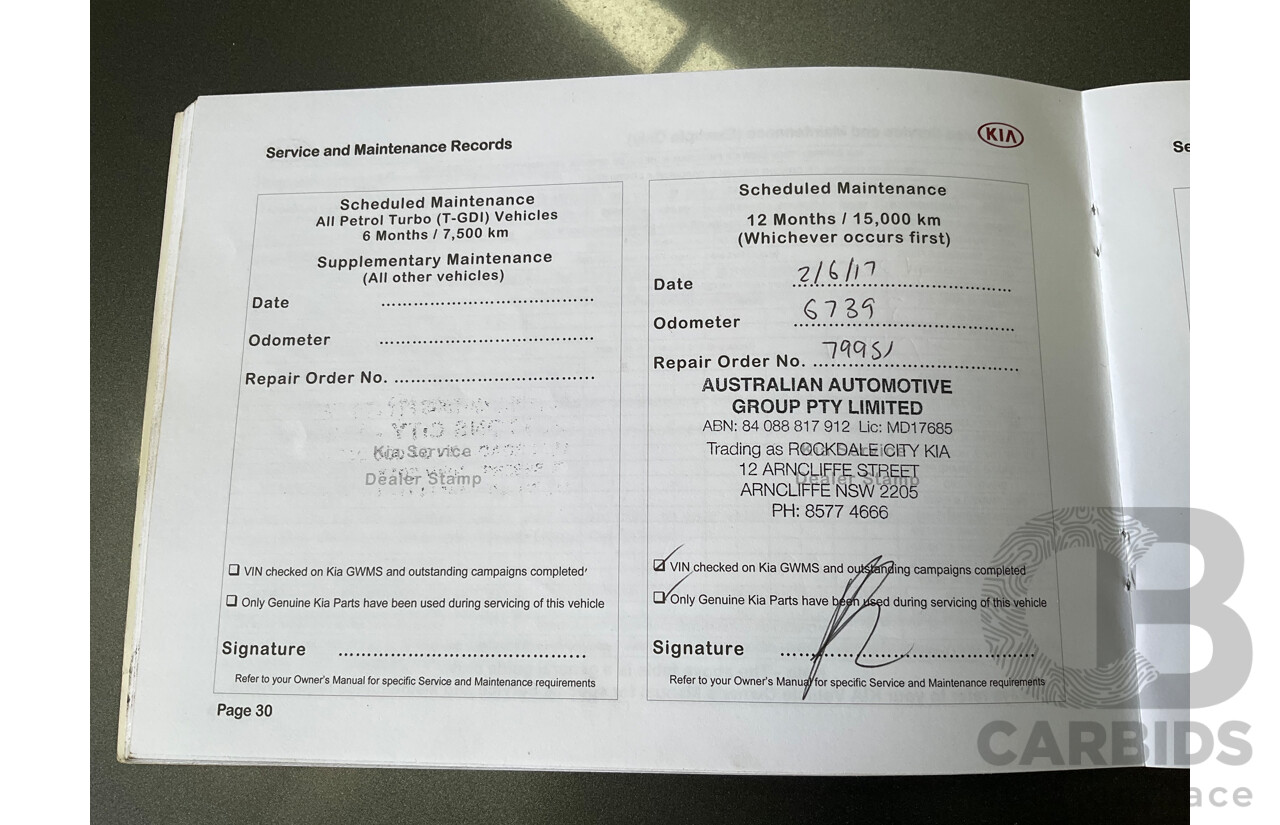 Service and Maintenance Records
KIA
Scheduled Maintenance
All Petrol Turbo (T-GDI) Vehicles
6 Months / 7,500 km
Supplementary Maintenance
(All other vehicles)
Date
Odometer
Repair Order No.
Kia Service
Dealer Stamp
VIN checked on Kia GWMS and outstanding campaigns completed
Only Genuine Kia Parts have been used during servicing of this vehicle
Signature
Refer to your Owner's Manual for specific Service and Maintenance requirements
Page 30
Scheduled Maintenance
12 Months / 15,000 km
(Whichever occurs first)
Date 2/6/17
Odometer 6739
Repair Order No. 79951
AUSTRALIAN AUTOMOTIVE
GROUP PTY LIMITED
ABN: 84 088 817 912 Lic: MD17685
Trading as ROCKDALE CITY KIA
12 ARNCLIFFE STREET
Dealer Stamp
ARNCLIFFE NSW 2205
PH: 8577 4666
VIN checked on Kia GWMS and outstanding campaigns completed
Only Genuine Kia Parts have been used during servicing of this vehicle
Signature
Refer to your Owner's Manual for specific Service and Maintenance requirements
Se
CARBIDS
ace